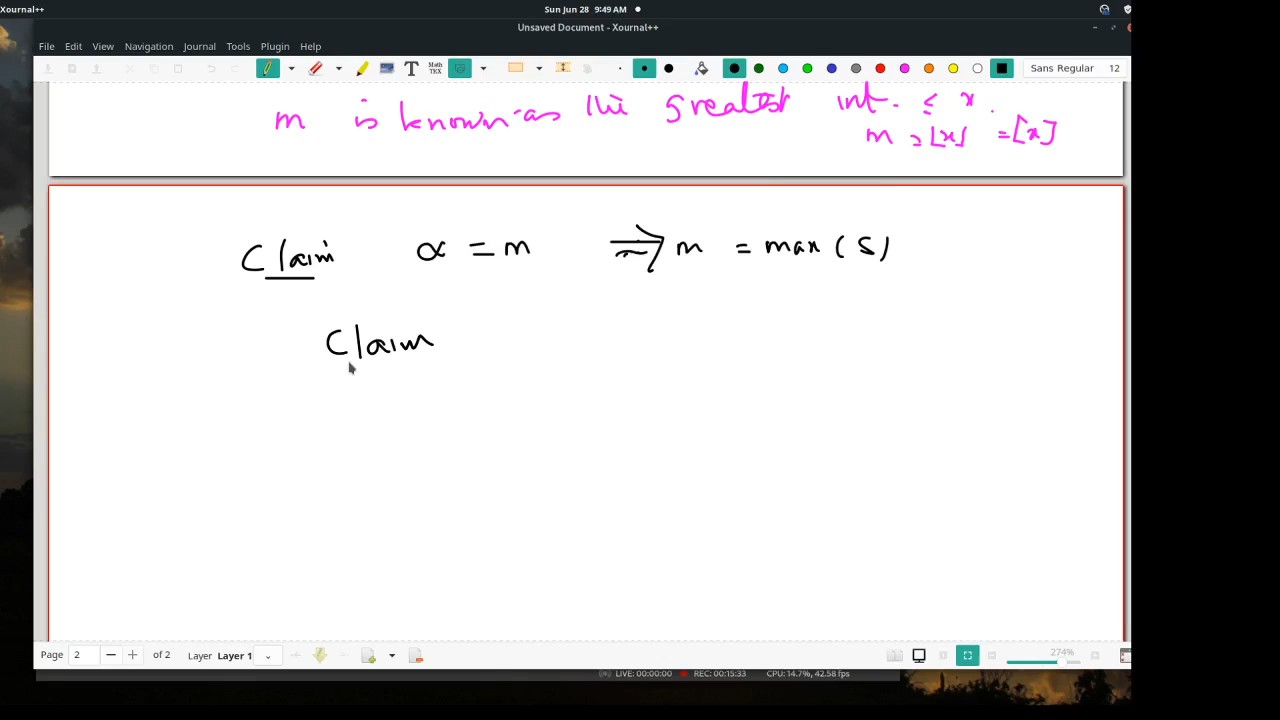 Xournal++
Sun Jun 28 9:49 AM
Unsaved Document - Xournal++
File Edit View Navigation Journal Tools Plugin Help
T Math TEX Sans Regular 12
m is known as the greatest int. ≤ x.
m = ⌊x⌋ = [x]
Claim α = m ⇒ m = max (S)
Claim
Page 2 of 2 Layer Layer 1 274%
LIVE: 00:00:00 REC: 00:15:33 CPU: 14.7%, 42.58 fps